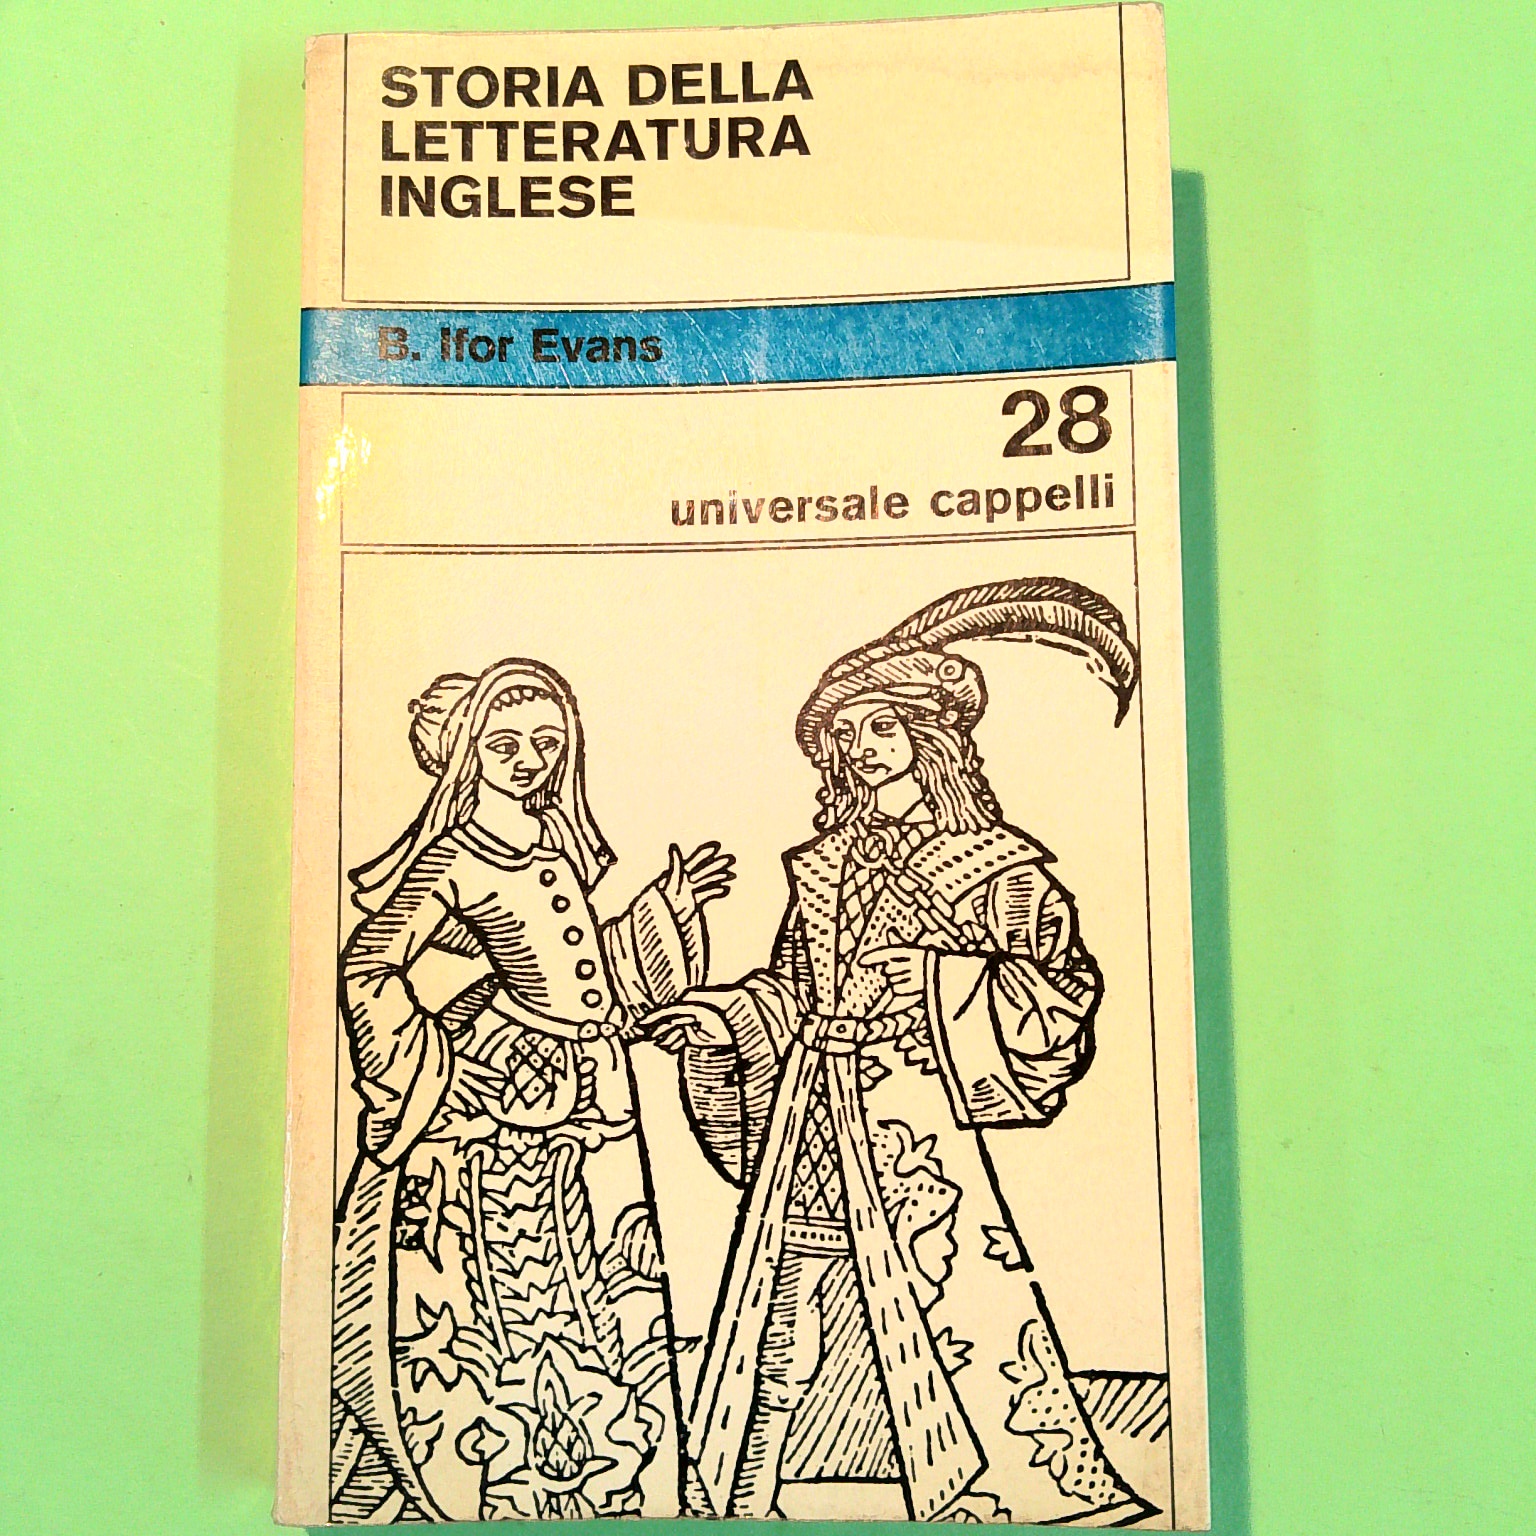 STORIA DELLA
LETTERATURA
INGLESE
B. Ifor Evans
28
universale cappelli